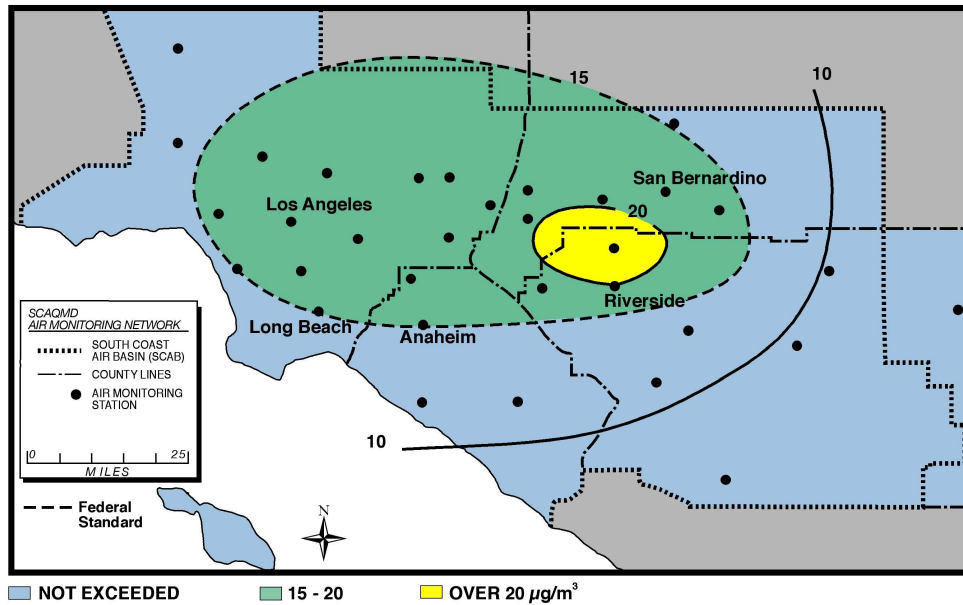 15
10
San Bernardino
Los Angeles
20
Riverside
Long Beach
Anaheim
10
SCAQMD
AIR MONITORING NETWORK
SOUTH COAST
AIR BASIN (SCAB)
COUNTY LINES
AIR MONITORING
STATION
0 25
MILES
Federal
Standard
N
NOT EXCEEDED
15 - 20
OVER 20 µg/m³